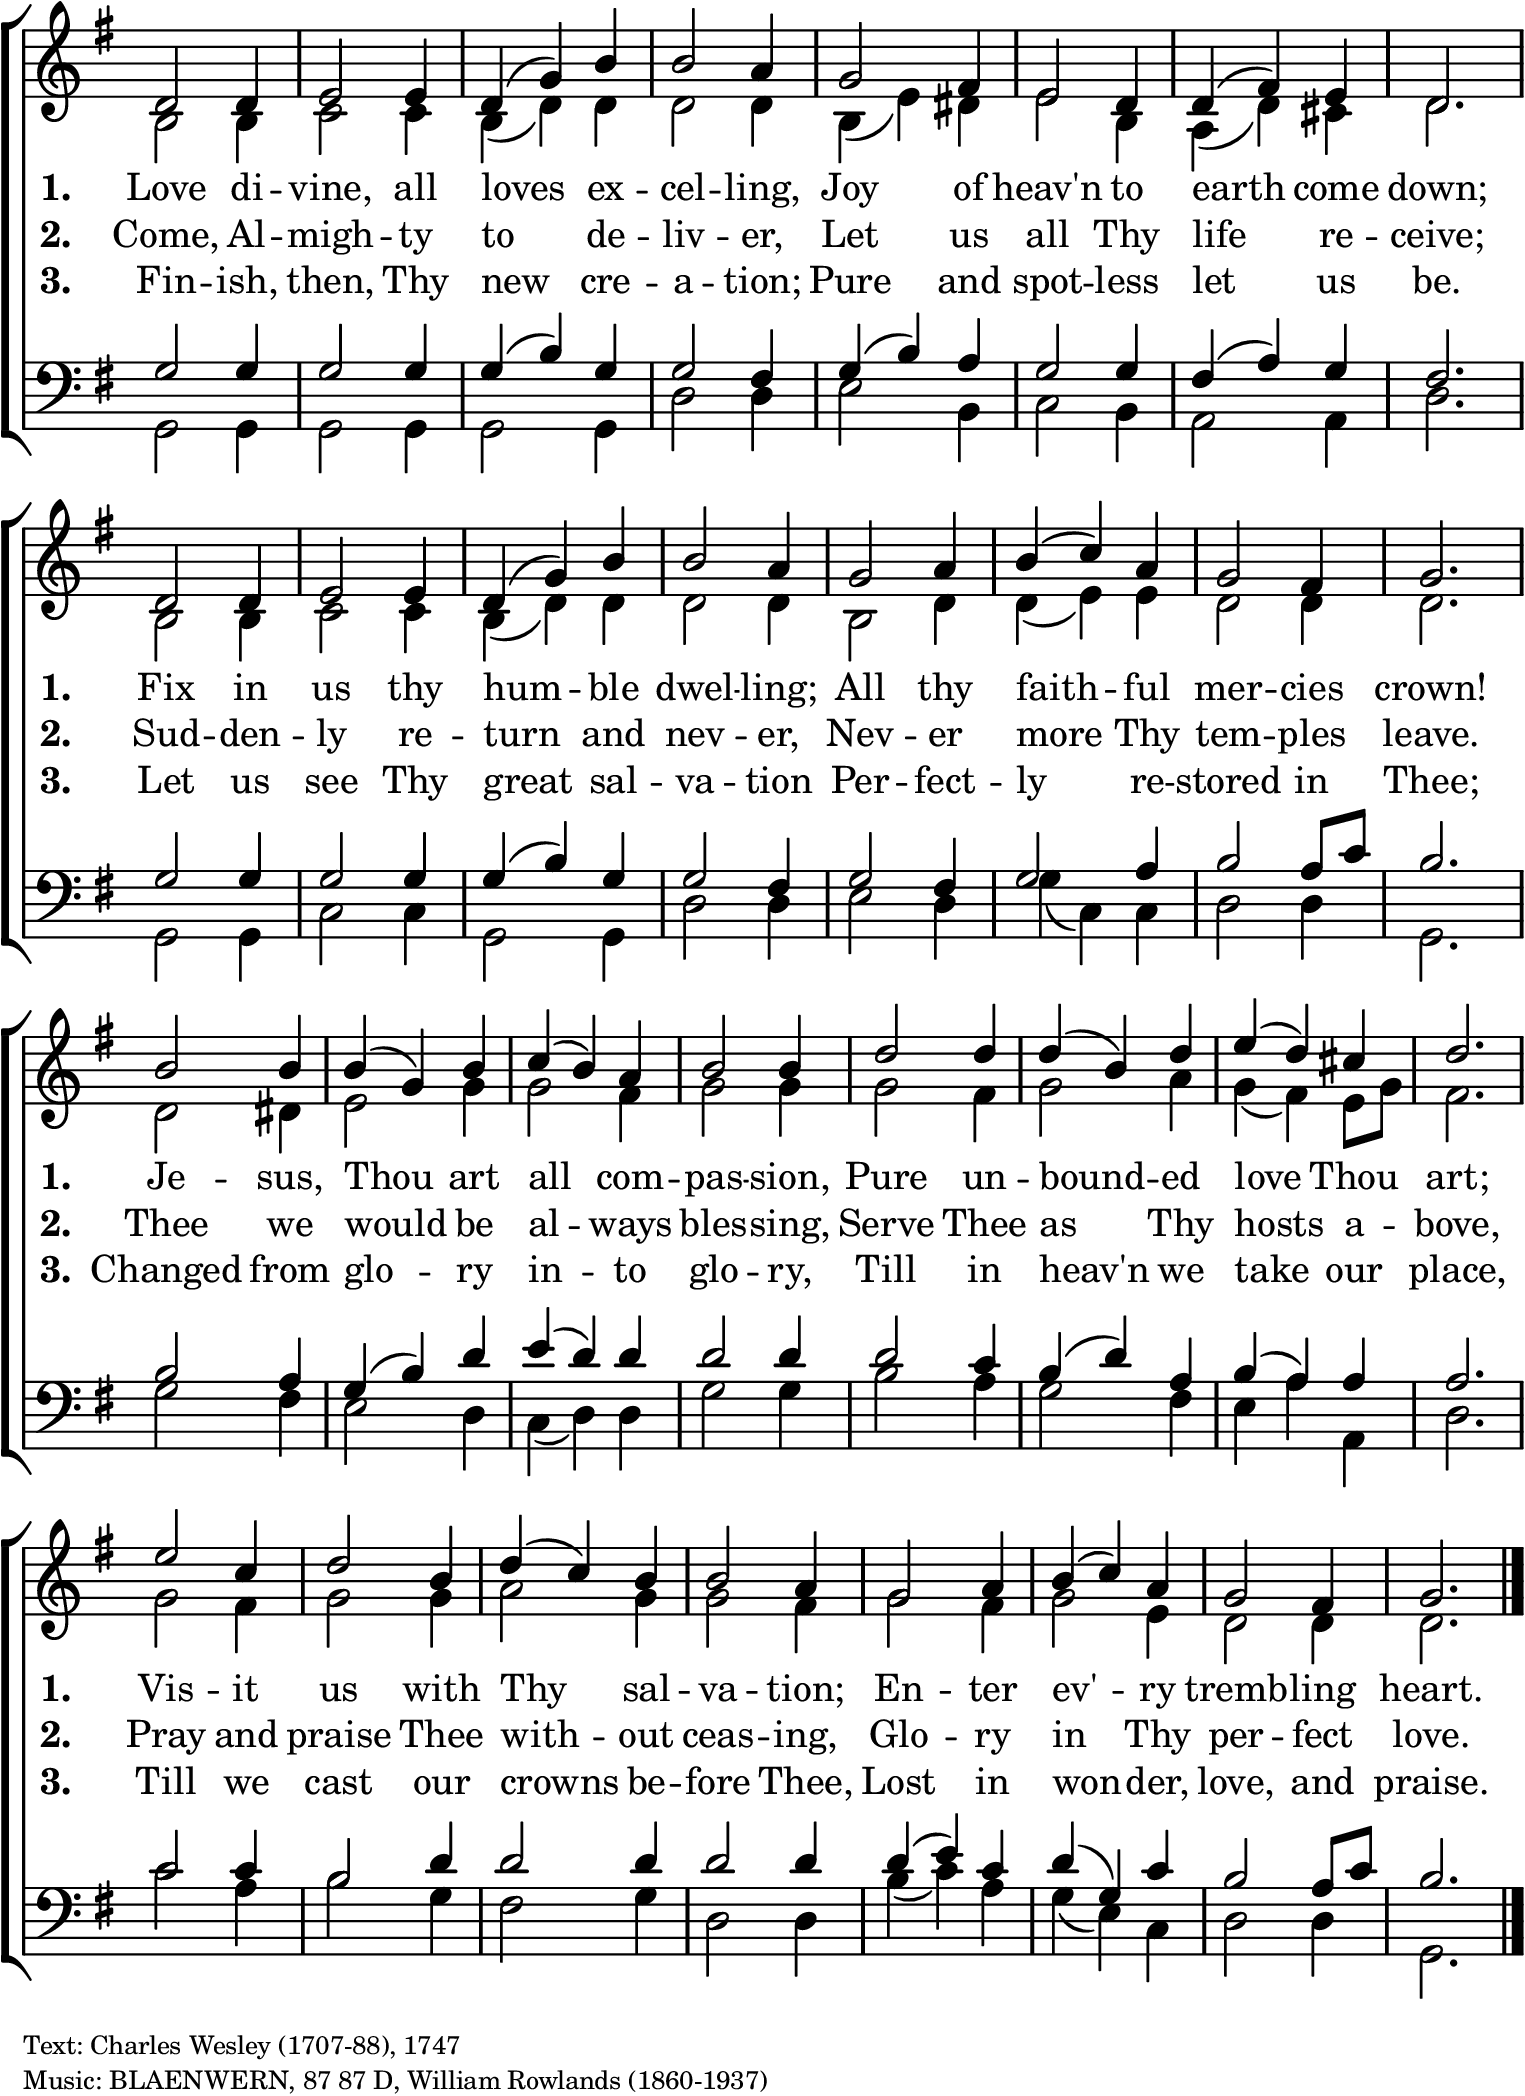 1. Love di -- vine, all loves ex -- cel -- ling, Joy of heav'n to earth come down;
2. Come, Al -- migh -- ty to de -- liv -- er, Let us all Thy life re -- ceive;
3. Fin -- ish, then, Thy new cre -- a -- tion; Pure and spot -- less let us be.
1. Fix in us thy hum -- ble dwel -- ling; All thy faith -- ful mer -- cies crown!
2. Sud -- den -- ly re -- turn and nev -- er, Nev -- er more Thy tem -- ples leave.
3. Let us see Thy great sal -- va -- tion Per -- fect -- ly re -- stored in Thee;
1. Je -- sus, Thou art all com -- pas -- sion, Pure un -- bound -- ed love Thou art;
2. Thee we would be al -- ways blessing, Serve Thee as Thy hosts a -- bove,
3. Changed from glo -- ry in -- to glo -- ry, Till in heav'n we take our place,
1. Vis -- it us with Thy sal -- va -- tion; En -- ter ev' -- ry trembling heart.
2. Pray and praise Thee with -- out ceas -- ing, Glo -- ry in Thy per -- fect love.
3. Till we cast our crowns be -- fore Thee, Lost in wonder, love, and praise.
Text: Charles Wesley (1707-88), 1747
Music: BLAENWERN, 87 87 D, William Rowlands (1860-1937)